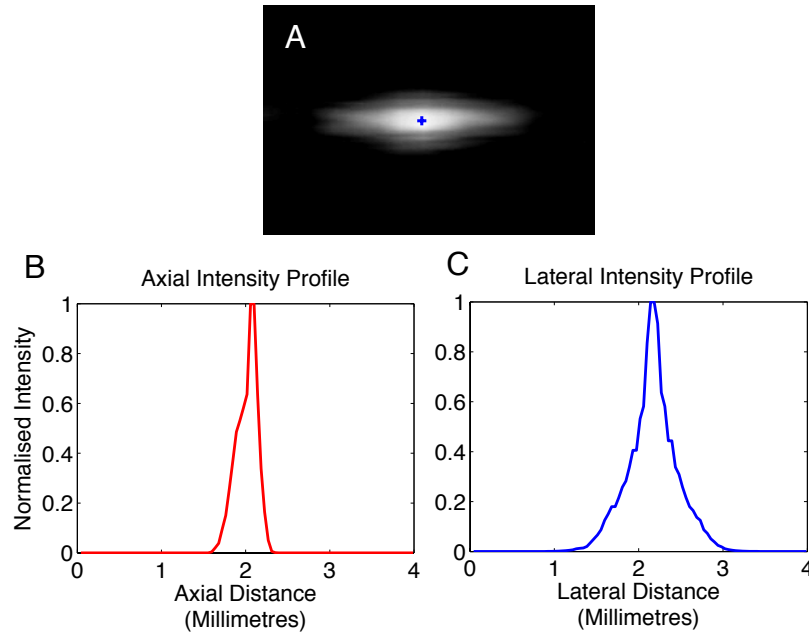 A
B
Axial Intensity Profile
Normalised Intensity
1
0.8
0.6
0.4
0.2
0
0 1 2 3 4
Axial Distance
(Millimetres)
C
Lateral Intensity Profile
1
0.8
0.6
0.4
0.2
0
0 1 2 3 4
Lateral Distance
(Millimetres)